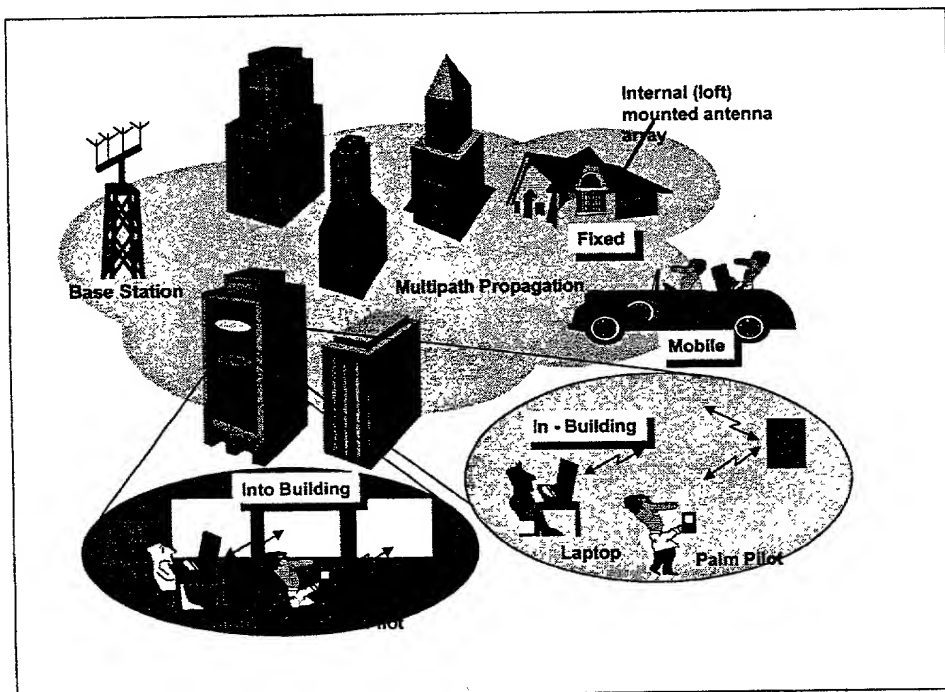 Internal (loft)
mounted antenna
array
Fixed
Base Station
Multipath Propagation
Mobile
In - Building
Into Building
Laptop
Palm Pilot